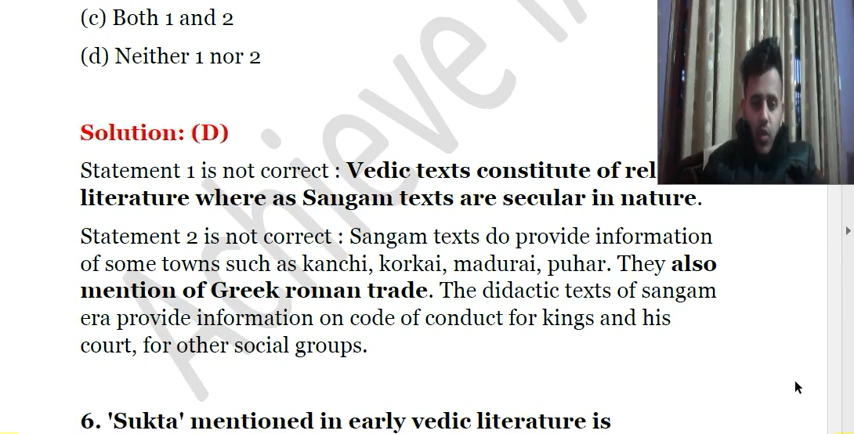 (c) Both 1 and 2
(d) Neither 1 nor 2
Solution: (D)
Statement 1 is not correct : Vedic texts constitute of
literature where as Sangam texts are secular in nature.
Statement 2 is not correct : Sangam texts do provide information
of some towns such as kanchi, korkai, madurai, puhar. They also
mention of Greek roman trade. The didactic texts of sangam
era provide information on code of conduct for kings and his
court, for other social groups.
6. 'Sukta' mentioned in early vedic literature is